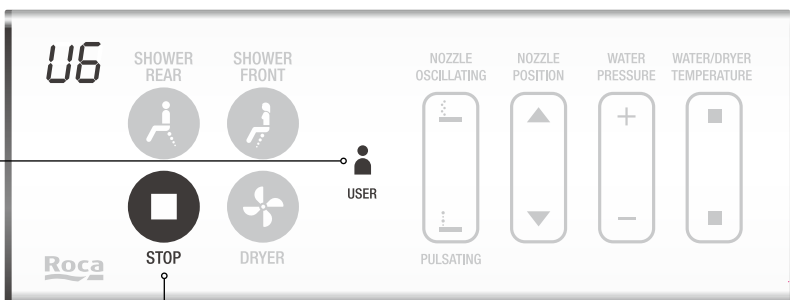 U6
SHOWER
REAR
SHOWER
FRONT
NOZZLE
OSCILLATING
NOZZLE
POSITION
WATER
PRESSURE
WATER/DRYER
TEMPERATURE
USER
Roca
STOP
DRYER
PULSATING